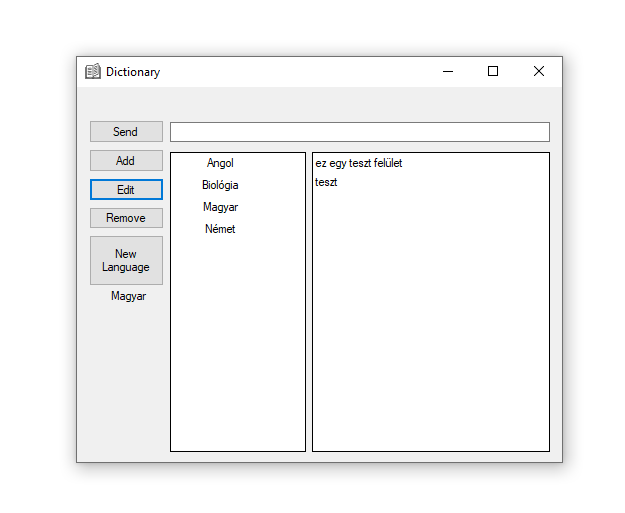 Dictionary
Send
Add
Edit
Remove
New
Language
Magyar
Angol
Biológia
Magyar
Német
ez egy teszt felület
teszt